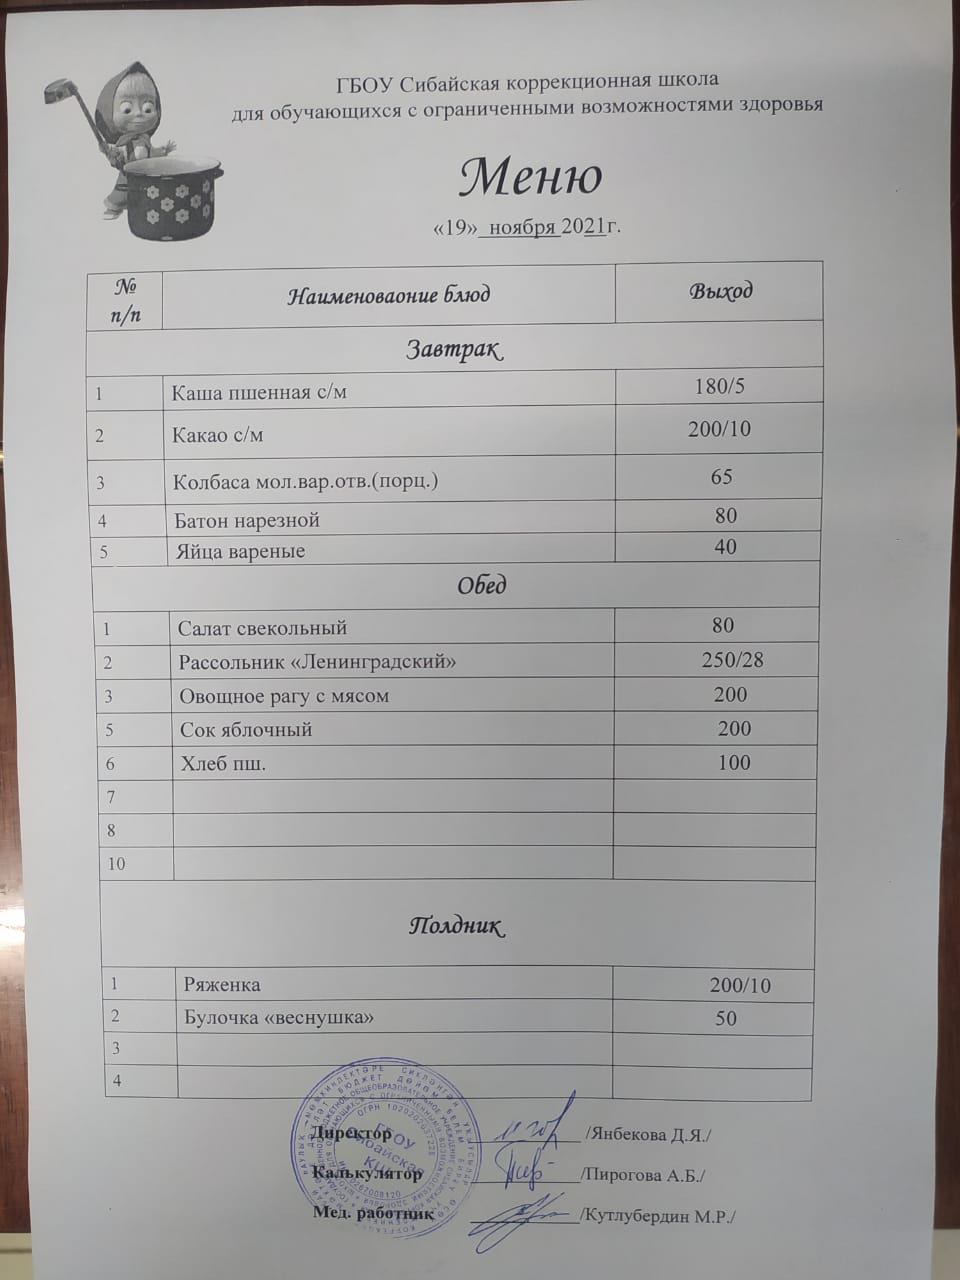 ГБОУ Сибайская коррекционная школа
для обучающихся с ограниченными возможностями здоровья
Меню
«19» ноября 2021г.
№ п/п Наименоваоние блюд Выход
Завтрак
1 Каша пшенная с/м 180/5
2 Какао с/м 200/10
3 Колбаса мол.вар.отв.(порц.) 65
4 Батон нарезной 80
5 Яйца вареные 40
Обед
1 Салат свекольный 80
2 Рассольник «Ленинградский» 250/28
3 Овощное рагу с мясом 200
5 Сок яблочный 200
6 Хлеб пш. 100
7
8
10
Полдник
1 Ряженка 200/10
2 Булочка «веснушка» 50
3
4
Директор /Янбекова Д.Я./
Калькулятор /Пирогова А.Б./
Мед. работник /Кутлубердин М.Р./
ГБОУ
Сибайская